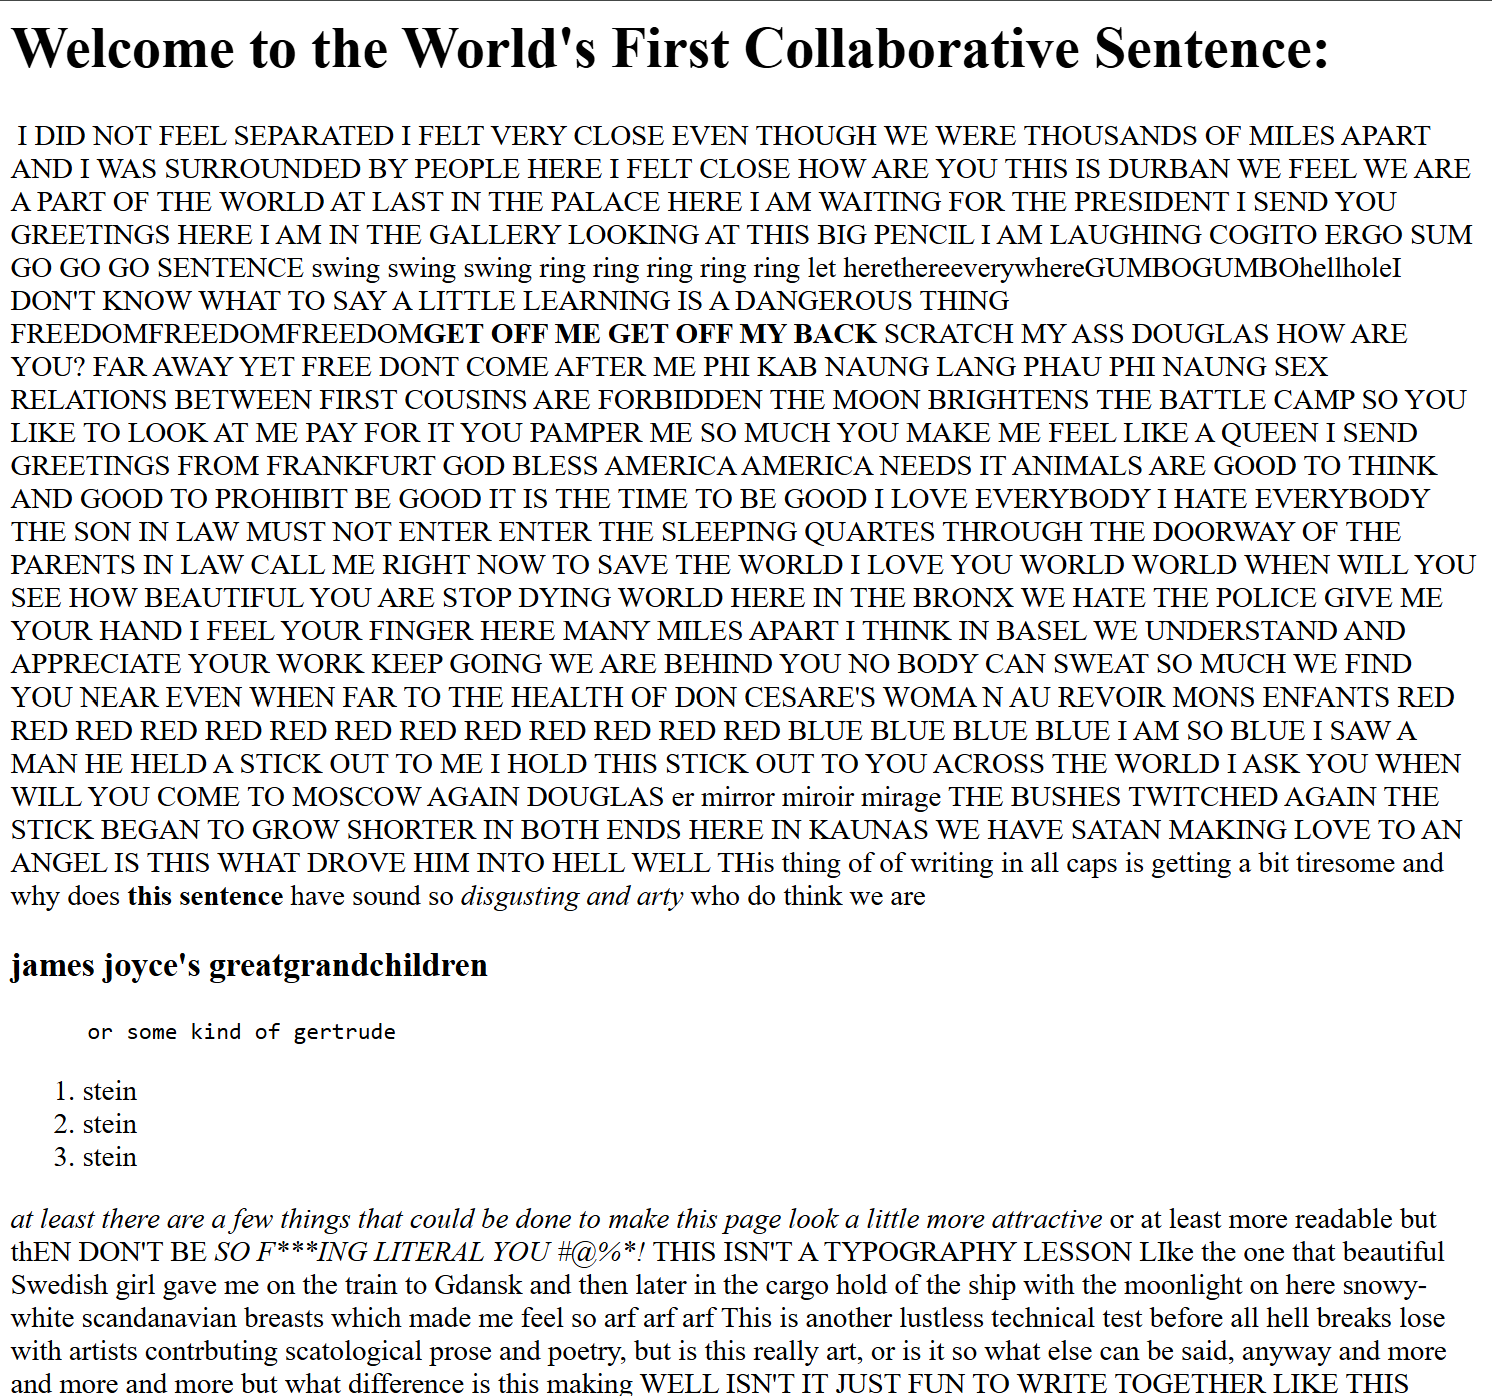 Welcome to the World's First Collaborative Sentence:
I DID NOT FEEL SEPARATED I FELT VERY CLOSE EVEN THOUGH WE WERE THOUSANDS OF MILES APART
AND I WAS SURROUNDED BY PEOPLE HERE I FELT CLOSE HOW ARE YOU THIS IS DURBAN WE FEEL WE ARE
A PART OF THE WORLD AT LAST IN THE PALACE HERE I AM WAITING FOR THE PRESIDENT I SEND YOU
GREETINGS HERE I AM IN THE GALLERY LOOKING AT THIS BIG PENCIL I AM LAUGHING COGITO ERGO SUM
GO GO GO SENTENCE swing swing swing ring ring ring ring ring let herethereeverywhereGUMBOGUMBOhellholeI
DON'T KNOW WHAT TO SAY A LITTLE LEARNING IS A DANGEROUS THING
FREEDOMFREEDOMFREEDOMGET OFF ME GET OFF MY BACK SCRATCH MY ASS DOUGLAS HOW ARE
YOU? FAR AWAY YET FREE DONT COME AFTER ME PHI KAB NAUNG LANG PHAU PHI NAUNG SEX
RELATIONS BETWEEN FIRST COUSINS ARE FORBIDDEN THE MOON BRIGHTENS THE BATTLE CAMP SO YOU
LIKE TO LOOK AT ME PAY FOR IT YOU PAMPER ME SO MUCH YOU MAKE ME FEEL LIKE A QUEEN I SEND
GREETINGS FROM FRANKFURT GOD BLESS AMERICA AMERICA NEEDS IT ANIMALS ARE GOOD TO THINK
AND GOOD TO PROHIBIT BE GOOD IT IS THE TIME TO BE GOOD I LOVE EVERYBODY I HATE EVERYBODY
THE SON IN LAW MUST NOT ENTER ENTER THE SLEEPING QUARTES THROUGH THE DOORWAY OF THE
PARENTS IN LAW CALL ME RIGHT NOW TO SAVE THE WORLD I LOVE YOU WORLD WORLD WHEN WILL YOU
SEE HOW BEAUTIFUL YOU ARE STOP DYING WORLD HERE IN THE BRONX WE HATE THE POLICE GIVE ME
YOUR HAND I FEEL YOUR FINGER HERE MANY MILES APART I THINK IN BASEL WE UNDERSTAND AND
APPRECIATE YOUR WORK KEEP GOING WE ARE BEHIND YOU NO BODY CAN SWEAT SO MUCH WE FIND
YOU NEAR EVEN WHEN FAR TO THE HEALTH OF DON CESARE'S WOMA N AU REVOIR MONS ENFANTS RED
RED RED RED RED RED RED RED RED RED RED RED RED BLUE BLUE BLUE BLUE I AM SO BLUE I SAW A
MAN HE HELD A STICK OUT TO ME I HOLD THIS STICK OUT TO YOU ACROSS THE WORLD I ASK YOU WHEN
WILL YOU COME TO MOSCOW AGAIN DOUGLAS er mirror miroir mirage THE BUSHES TWITCHED AGAIN THE
STICK BEGAN TO GROW SHORTER IN BOTH ENDS HERE IN KAUNAS WE HAVE SATAN MAKING LOVE TO AN
ANGEL IS THIS WHAT DROVE HIM INTO HELL WELL THis thing of of writing in all caps is getting a bit tiresome and
why does this sentence have sound so disgusting and arty who do think we are
james joyce's greatgrandchildren
or some kind of gertrude
1. stein
2. stein
3. stein
at least there are a few things that could be done to make this page look a little more attractive or at least more readable but
thEN DON'T BE SO F***ING LITERAL YOU #@%*! THIS ISN'T A TYPOGRAPHY LESSON LIke the one that beautiful
Swedish girl gave me on the train to Gdansk and then later in the cargo hold of the ship with the moonlight on here snowy-
white scandanavian breasts which made me feel so arf arf arf This is another lustless technical test before all hell breaks lose
with artists contrbuting scatological prose and poetry, but is this really art, or is it so what else can be said, anyway and more
and more and more but what difference is this making WELL ISN'T IT JUST FUN TO WRITE TOGETHER LIKE THIS